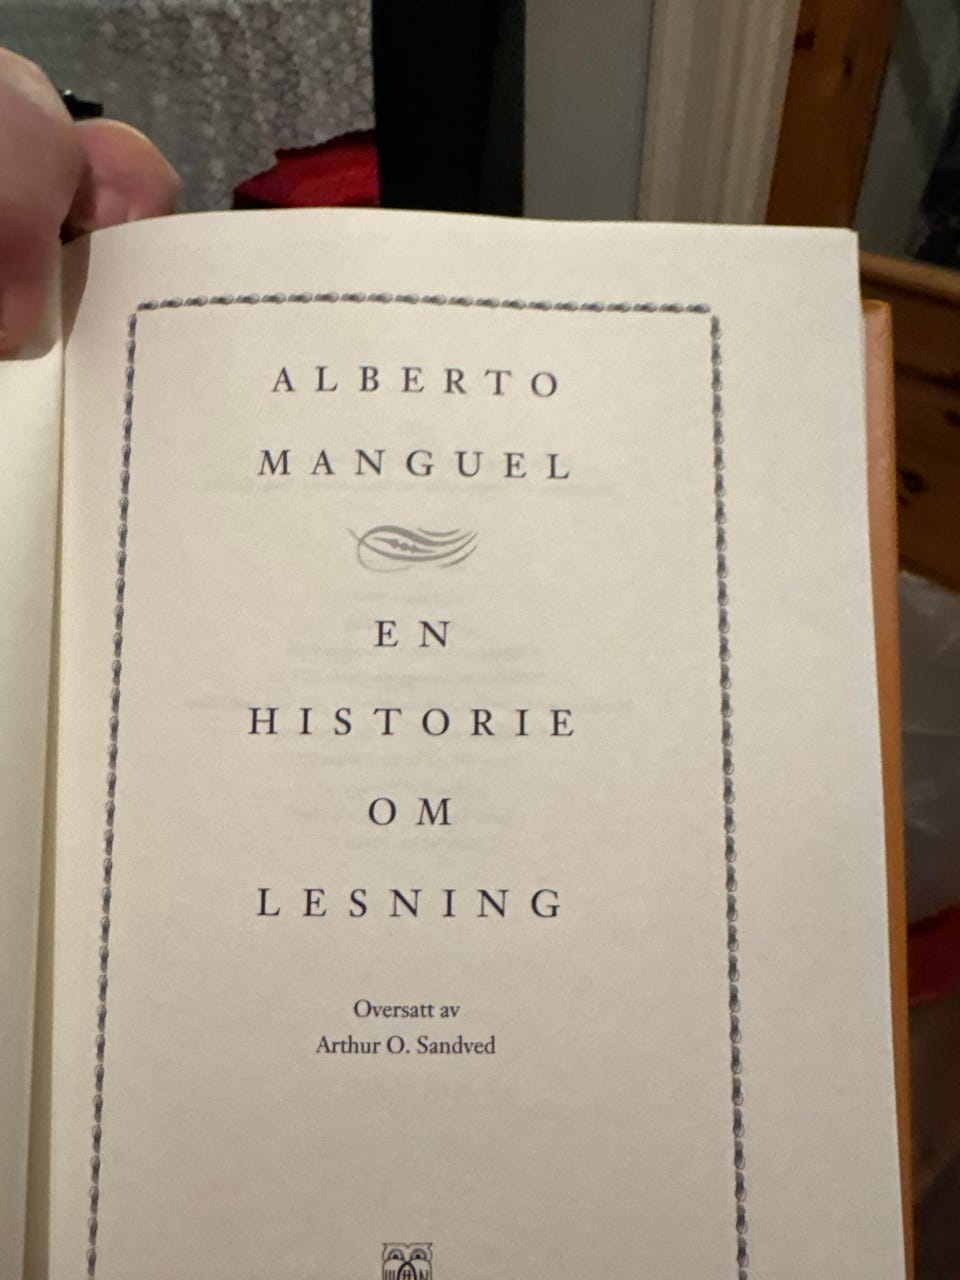 ALBERTO
MANGUEL
EN
HISTORIE
OM
LESNING
Oversatt av
Arthur O. Sandved